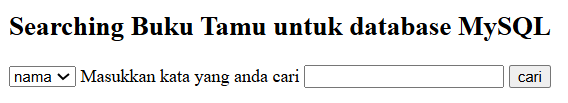 Searching Buku Tamu untuk database MySQL
nama Masukkan kata yang anda cari cari